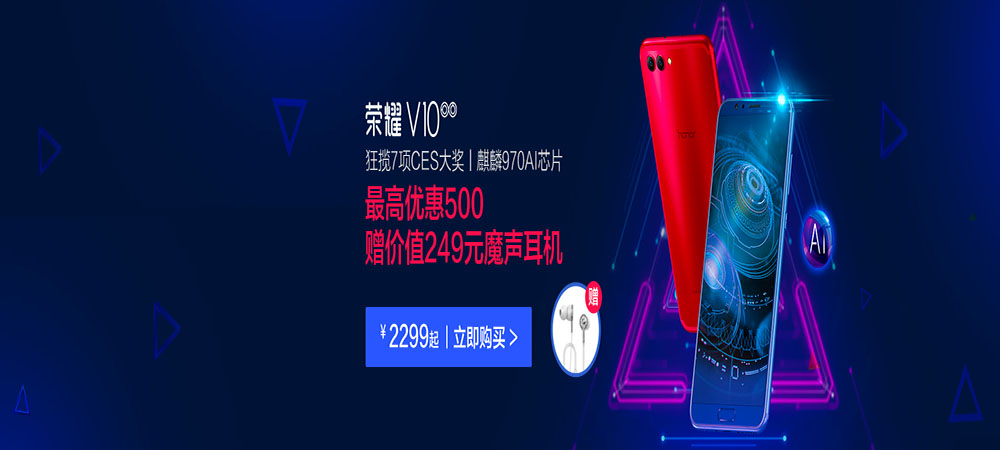 荣耀 V10
狂揽7项CES大奖 | 麒麟970AI芯片
最高优惠500
赠价值249元魔声耳机
¥2299起 | 立即购买 >
赠
honor
AI